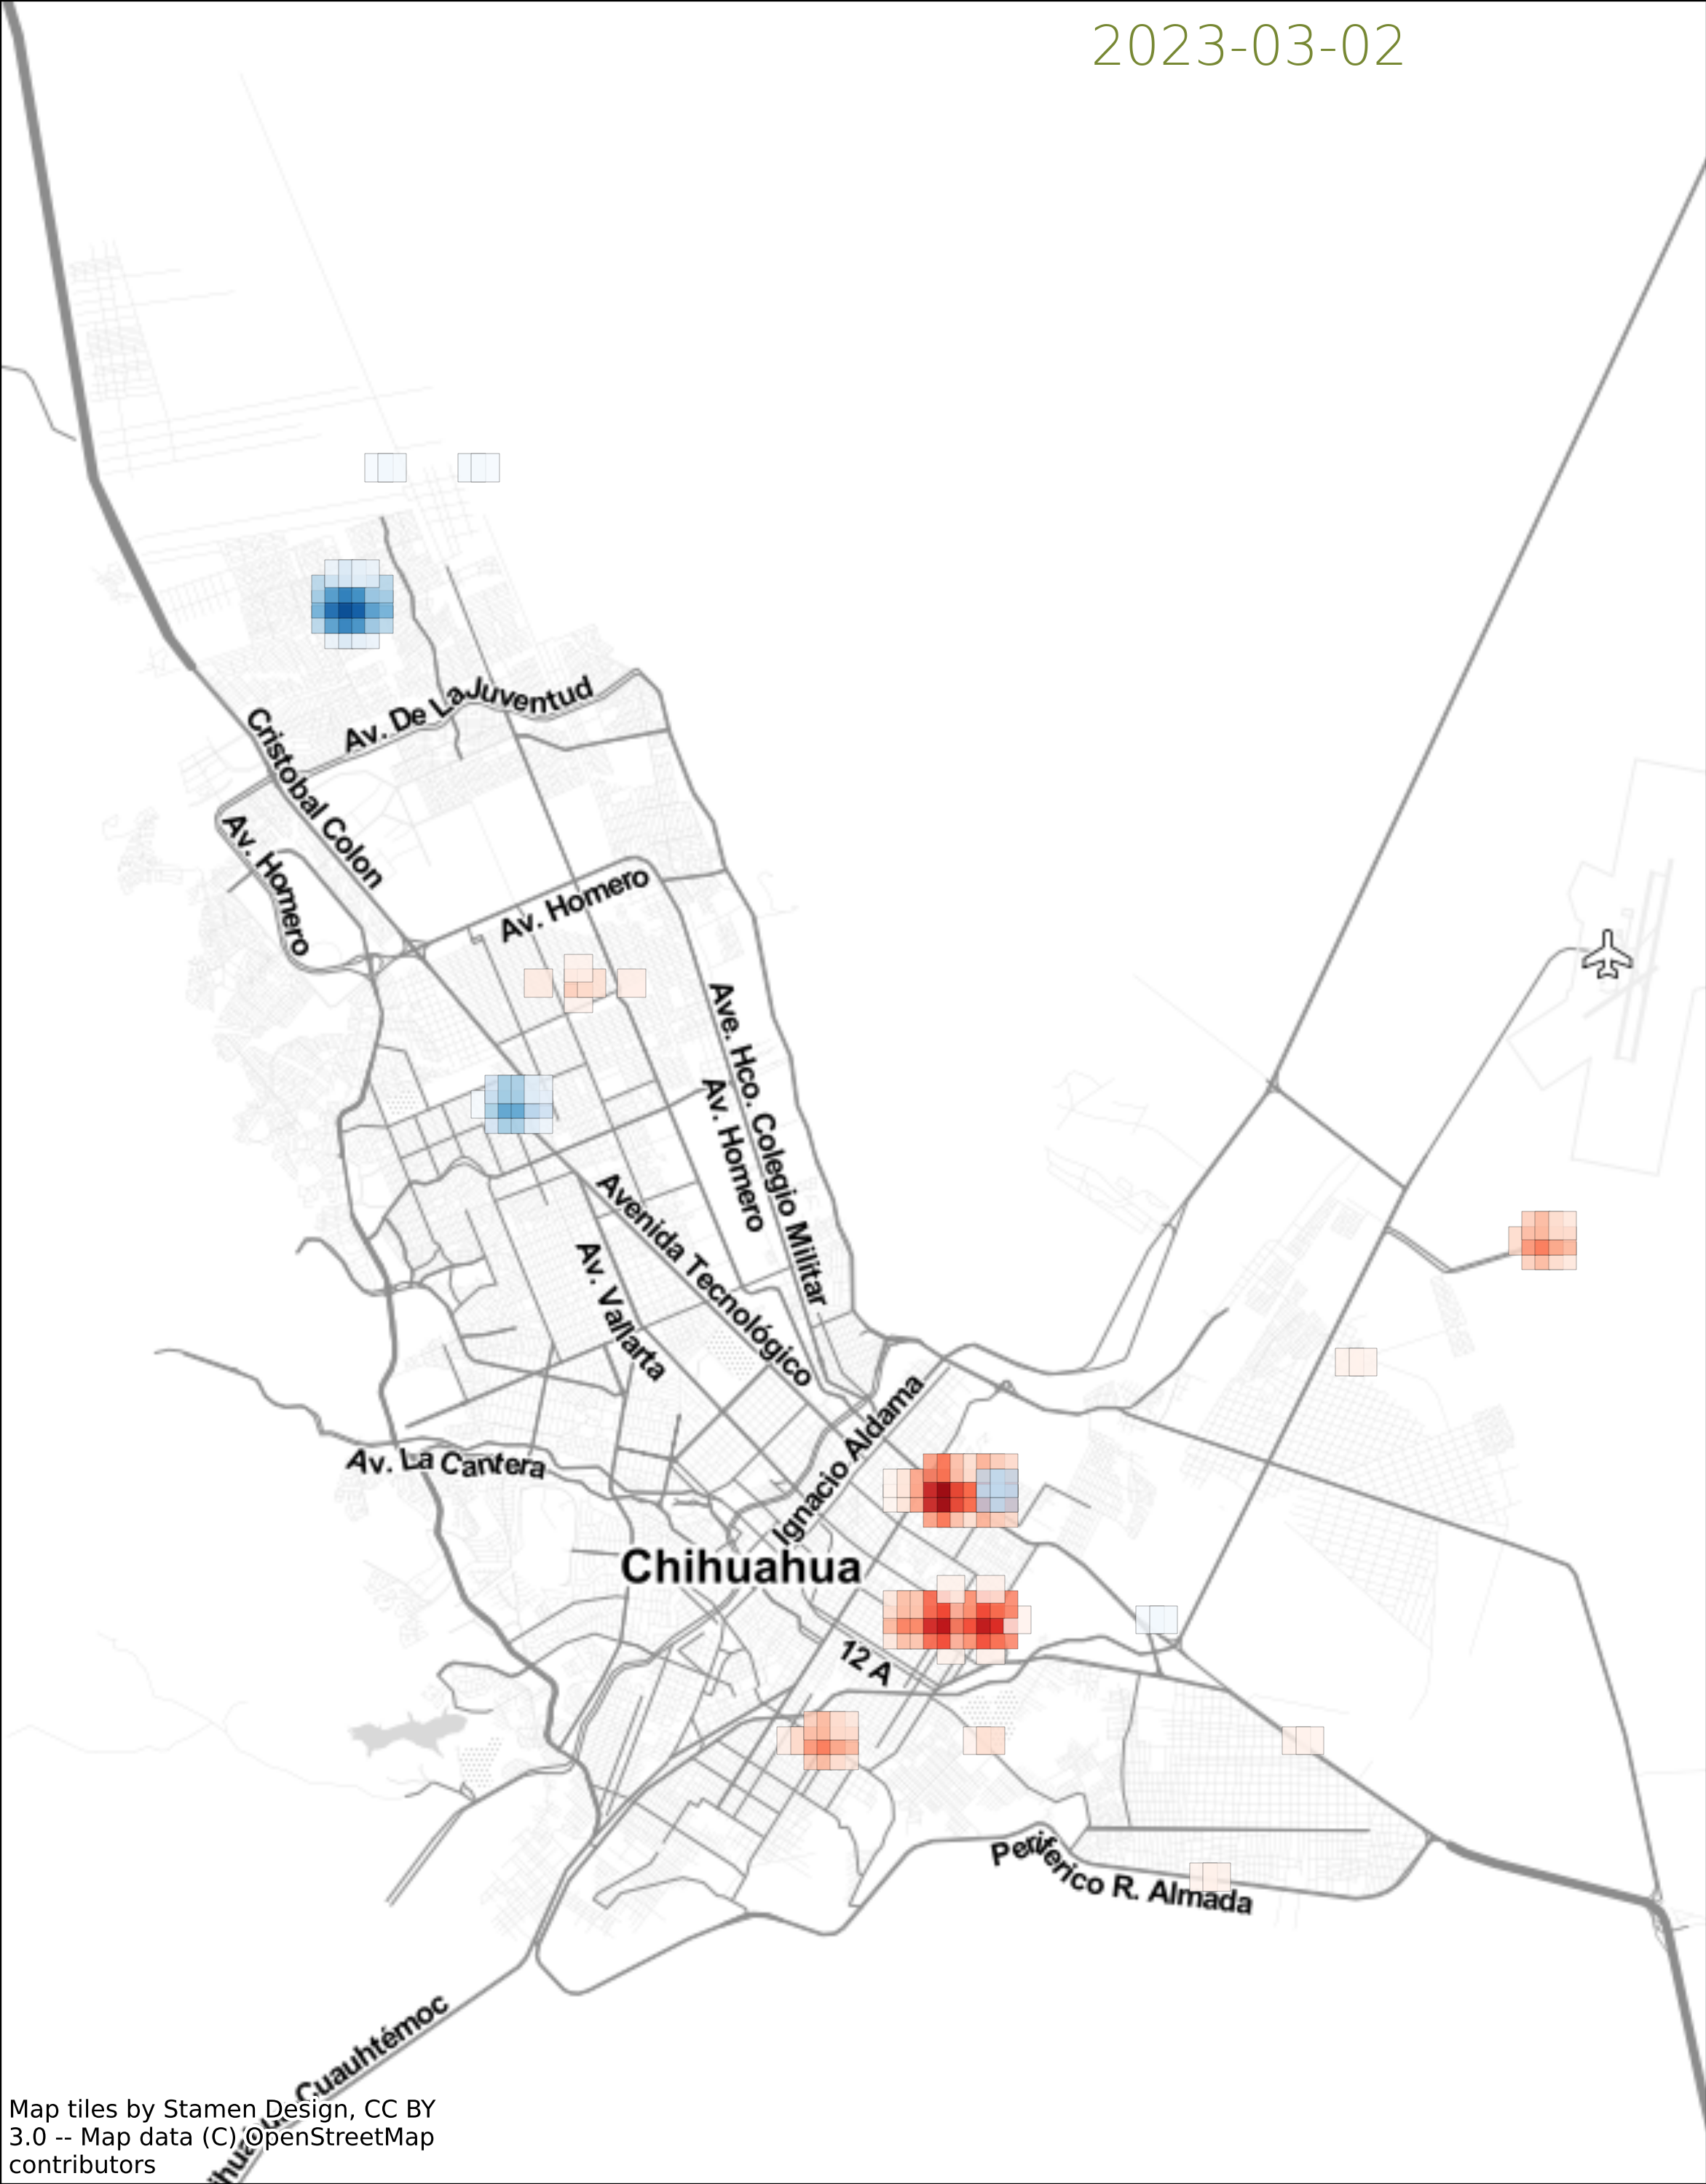 2023-03-02
Av. De La Juventud
Cristobal Colon
Av. Homero
Av. Homero
Ave. Hco. Colegio Militar
Av. Homero
Avenida Tecnológico
Av. Vallarta
Ignacio Aldama
Av. La Cantera
Chihuahua
12 A
Periferico R. Almada
Cuauhtémoc
Map tiles by Stamen Design, CC BY
3.0 -- Map data (C) OpenStreetMap
contributors